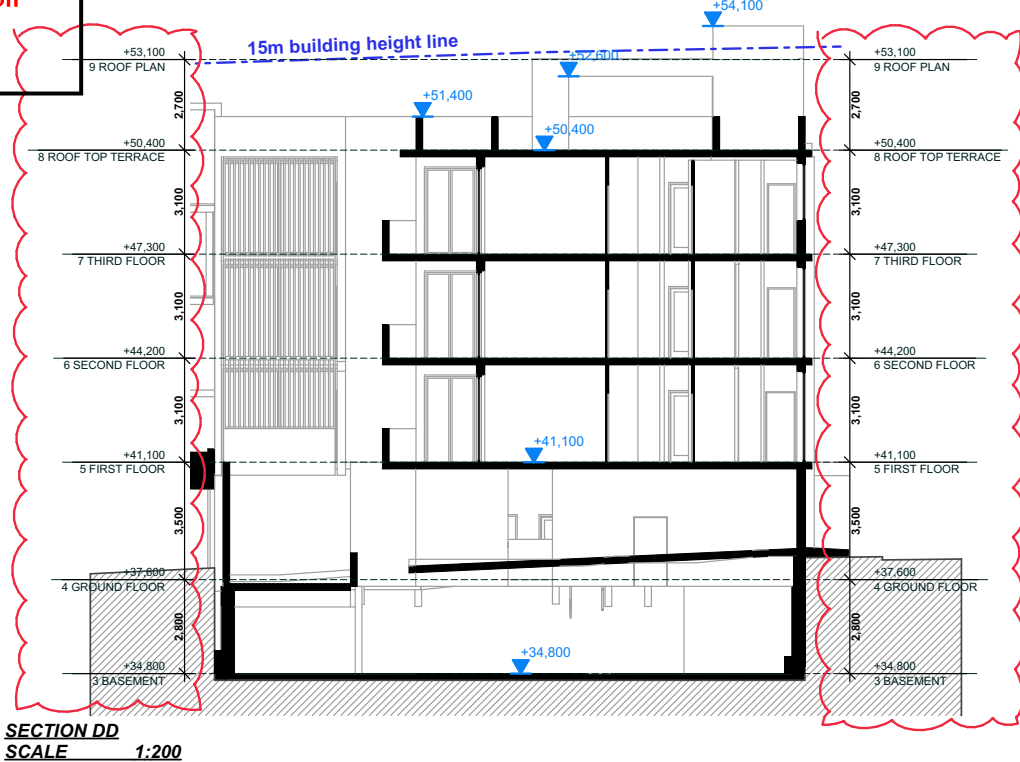 +54,100
15m building height line
+53,100
9 ROOF PLAN
+52,600
+53,100
9 ROOF PLAN
2,700
+51,400
2,700
+50,400
8 ROOF TOP TERRACE
+50,400
+50,400
8 ROOF TOP TERRACE
3,100
3,100
+47,300
7 THIRD FLOOR
+47,300
7 THIRD FLOOR
3,100
3,100
+44,200
6 SECOND FLOOR
+44,200
6 SECOND FLOOR
3,100
3,100
+41,100
5 FIRST FLOOR
+41,100
+41,100
5 FIRST FLOOR
3,500
3,500
+37,600
4 GROUND FLOOR
+37,600
4 GROUND FLOOR
2,800
2,800
+34,800
3 BASEMENT
+34,800
+34,800
3 BASEMENT
SECTION DD
SCALE 1:200